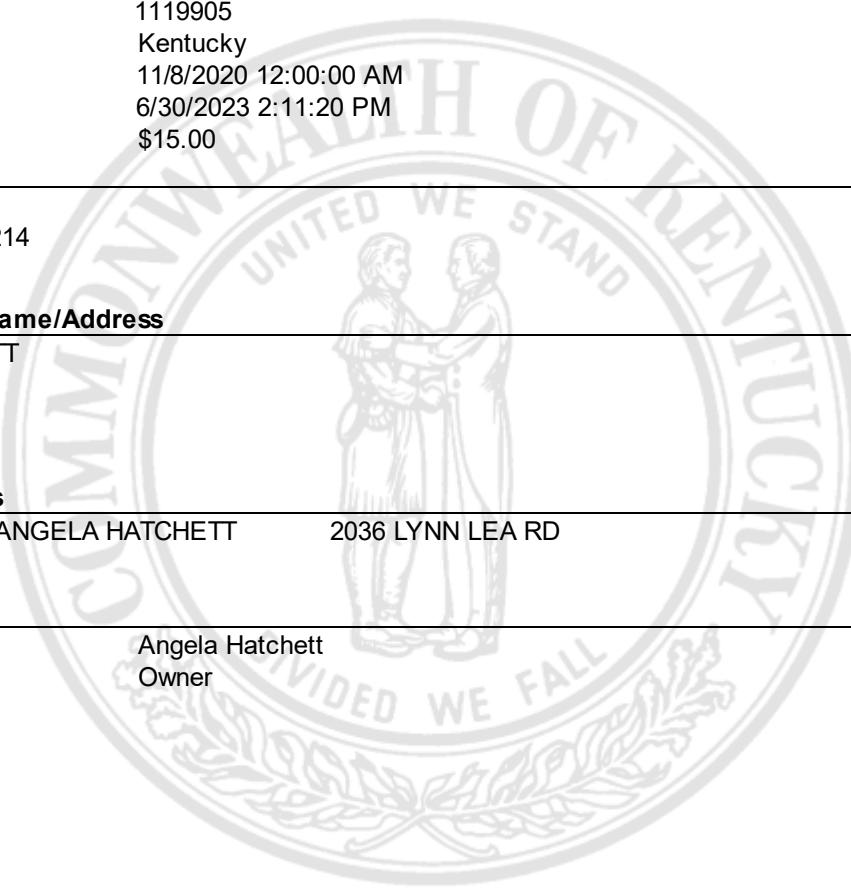 1119905
Kentucky
11/8/2020 12:00:00 AM
6/30/2023 2:11:20 PM
$15.00
214
ame/Address
TT
s
ANGELA HATCHETT 2036 LYNN LEA RD
Angela Hatchett
Owner
COMMONWEALTH OF KENTUCKY
UNITED WE STAND
DIVIDED WE FALL